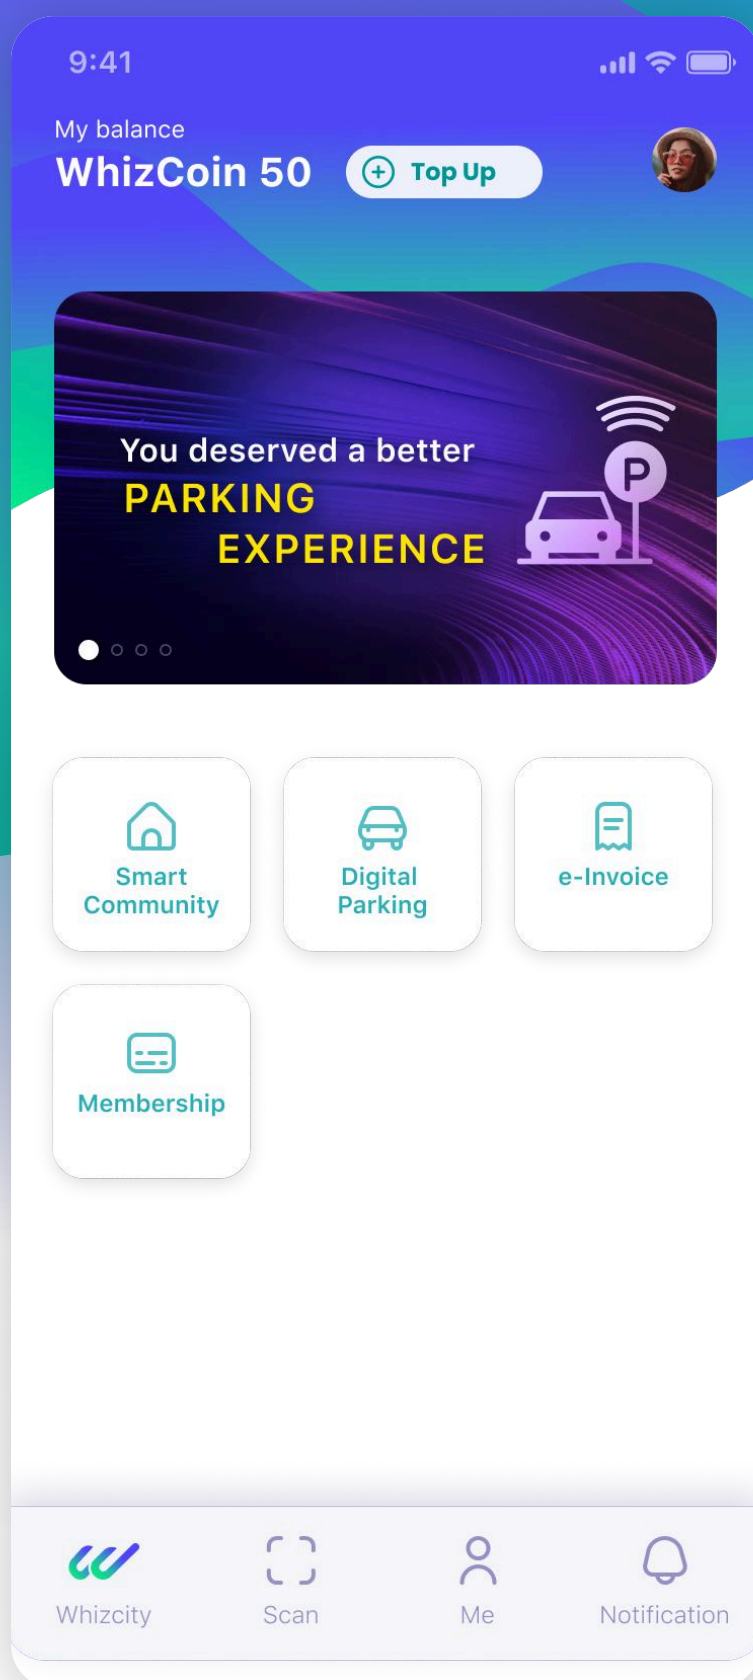 9:41
My balance
WhizCoin 50
Top Up
You deserved a better
PARKING
EXPERIENCE
P
Smart
Community
Digital
Parking
e-Invoice
Membership
Whizcity
Scan
Me
Notification